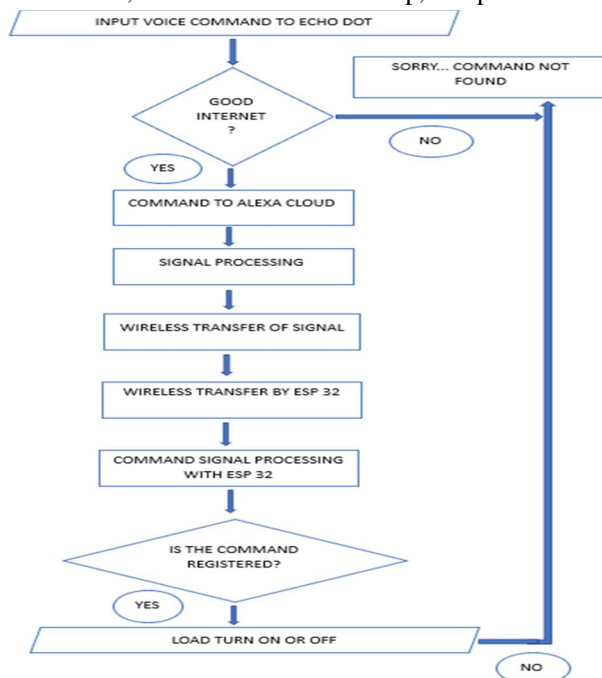 INPUT VOICE COMMAND TO ECHO DOT
SORRY... COMMAND NOT
FOUND
GOOD
INTERNET
?
NO
YES
COMMAND TO ALEXA CLOUD
SIGNAL PROCESSING
WIRELESS TRANSFER OF SIGNAL
WIRELESS TRANSFER BY ESP 32
COMMAND SIGNAL PROCESSING
WITH ESP 32
IS THE COMMAND
REGISTERED?
YES
LOAD TURN ON OR OFF
NO